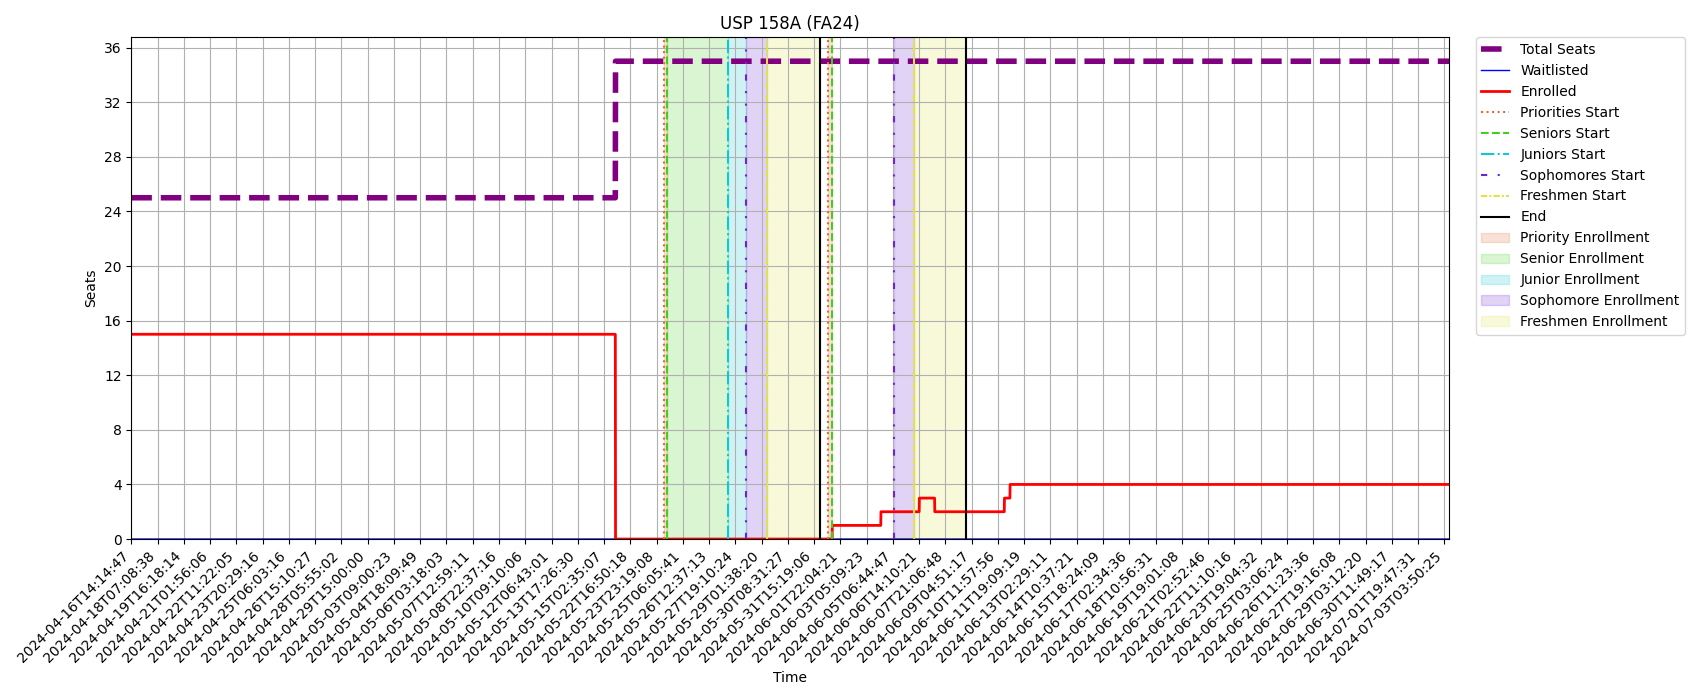 USP 158A (FA24)
Total Seats
Waitlisted
Enrolled
Priorities Start
Seniors Start
Juniors Start
Sophomores Start
Freshmen Start
End
Priority Enrollment
Senior Enrollment
Junior Enrollment
Sophomore Enrollment
Freshmen Enrollment
Seats
36
32
28
24
20
16
12
8
4
0
2024-04-16T14:14:47
2024-04-18T07:08:38
2024-04-19T16:18:14
2024-04-21T01:56:06
2024-04-22T11:22:05
2024-04-23T20:29:16
2024-04-25T06:03:16
2024-04-26T15:10:27
2024-04-28T05:55:02
2024-04-29T15:00:00
2024-05-03T09:00:23
2024-05-04T18:09:49
2024-05-06T03:18:03
2024-05-07T12:59:11
2024-05-08T22:37:16
2024-05-10T09:10:06
2024-05-12T06:43:01
2024-05-13T17:26:30
2024-05-15T02:35:07
2024-05-22T16:50:18
2024-05-23T23:19:08
2024-05-25T06:05:41
2024-05-26T12:37:13
2024-05-27T19:10:24
2024-05-29T01:38:20
2024-05-30T08:31:27
2024-05-31T15:19:06
2024-06-01T22:04:21
2024-06-03T05:09:23
2024-06-05T06:44:47
2024-06-06T14:10:21
2024-06-07T21:06:48
2024-06-09T04:51:17
2024-06-10T11:57:56
2024-06-11T19:09:19
2024-06-13T02:29:11
2024-06-14T10:37:21
2024-06-15T18:24:09
2024-06-17T02:34:36
2024-06-18T10:56:31
2024-06-19T19:01:08
2024-06-21T02:52:46
2024-06-22T11:10:16
2024-06-23T19:04:32
2024-06-25T03:06:24
2024-06-26T11:23:36
2024-06-27T19:16:08
2024-06-29T03:12:20
2024-06-30T11:49:17
2024-07-01T19:47:31
2024-07-03T03:50:25
Time